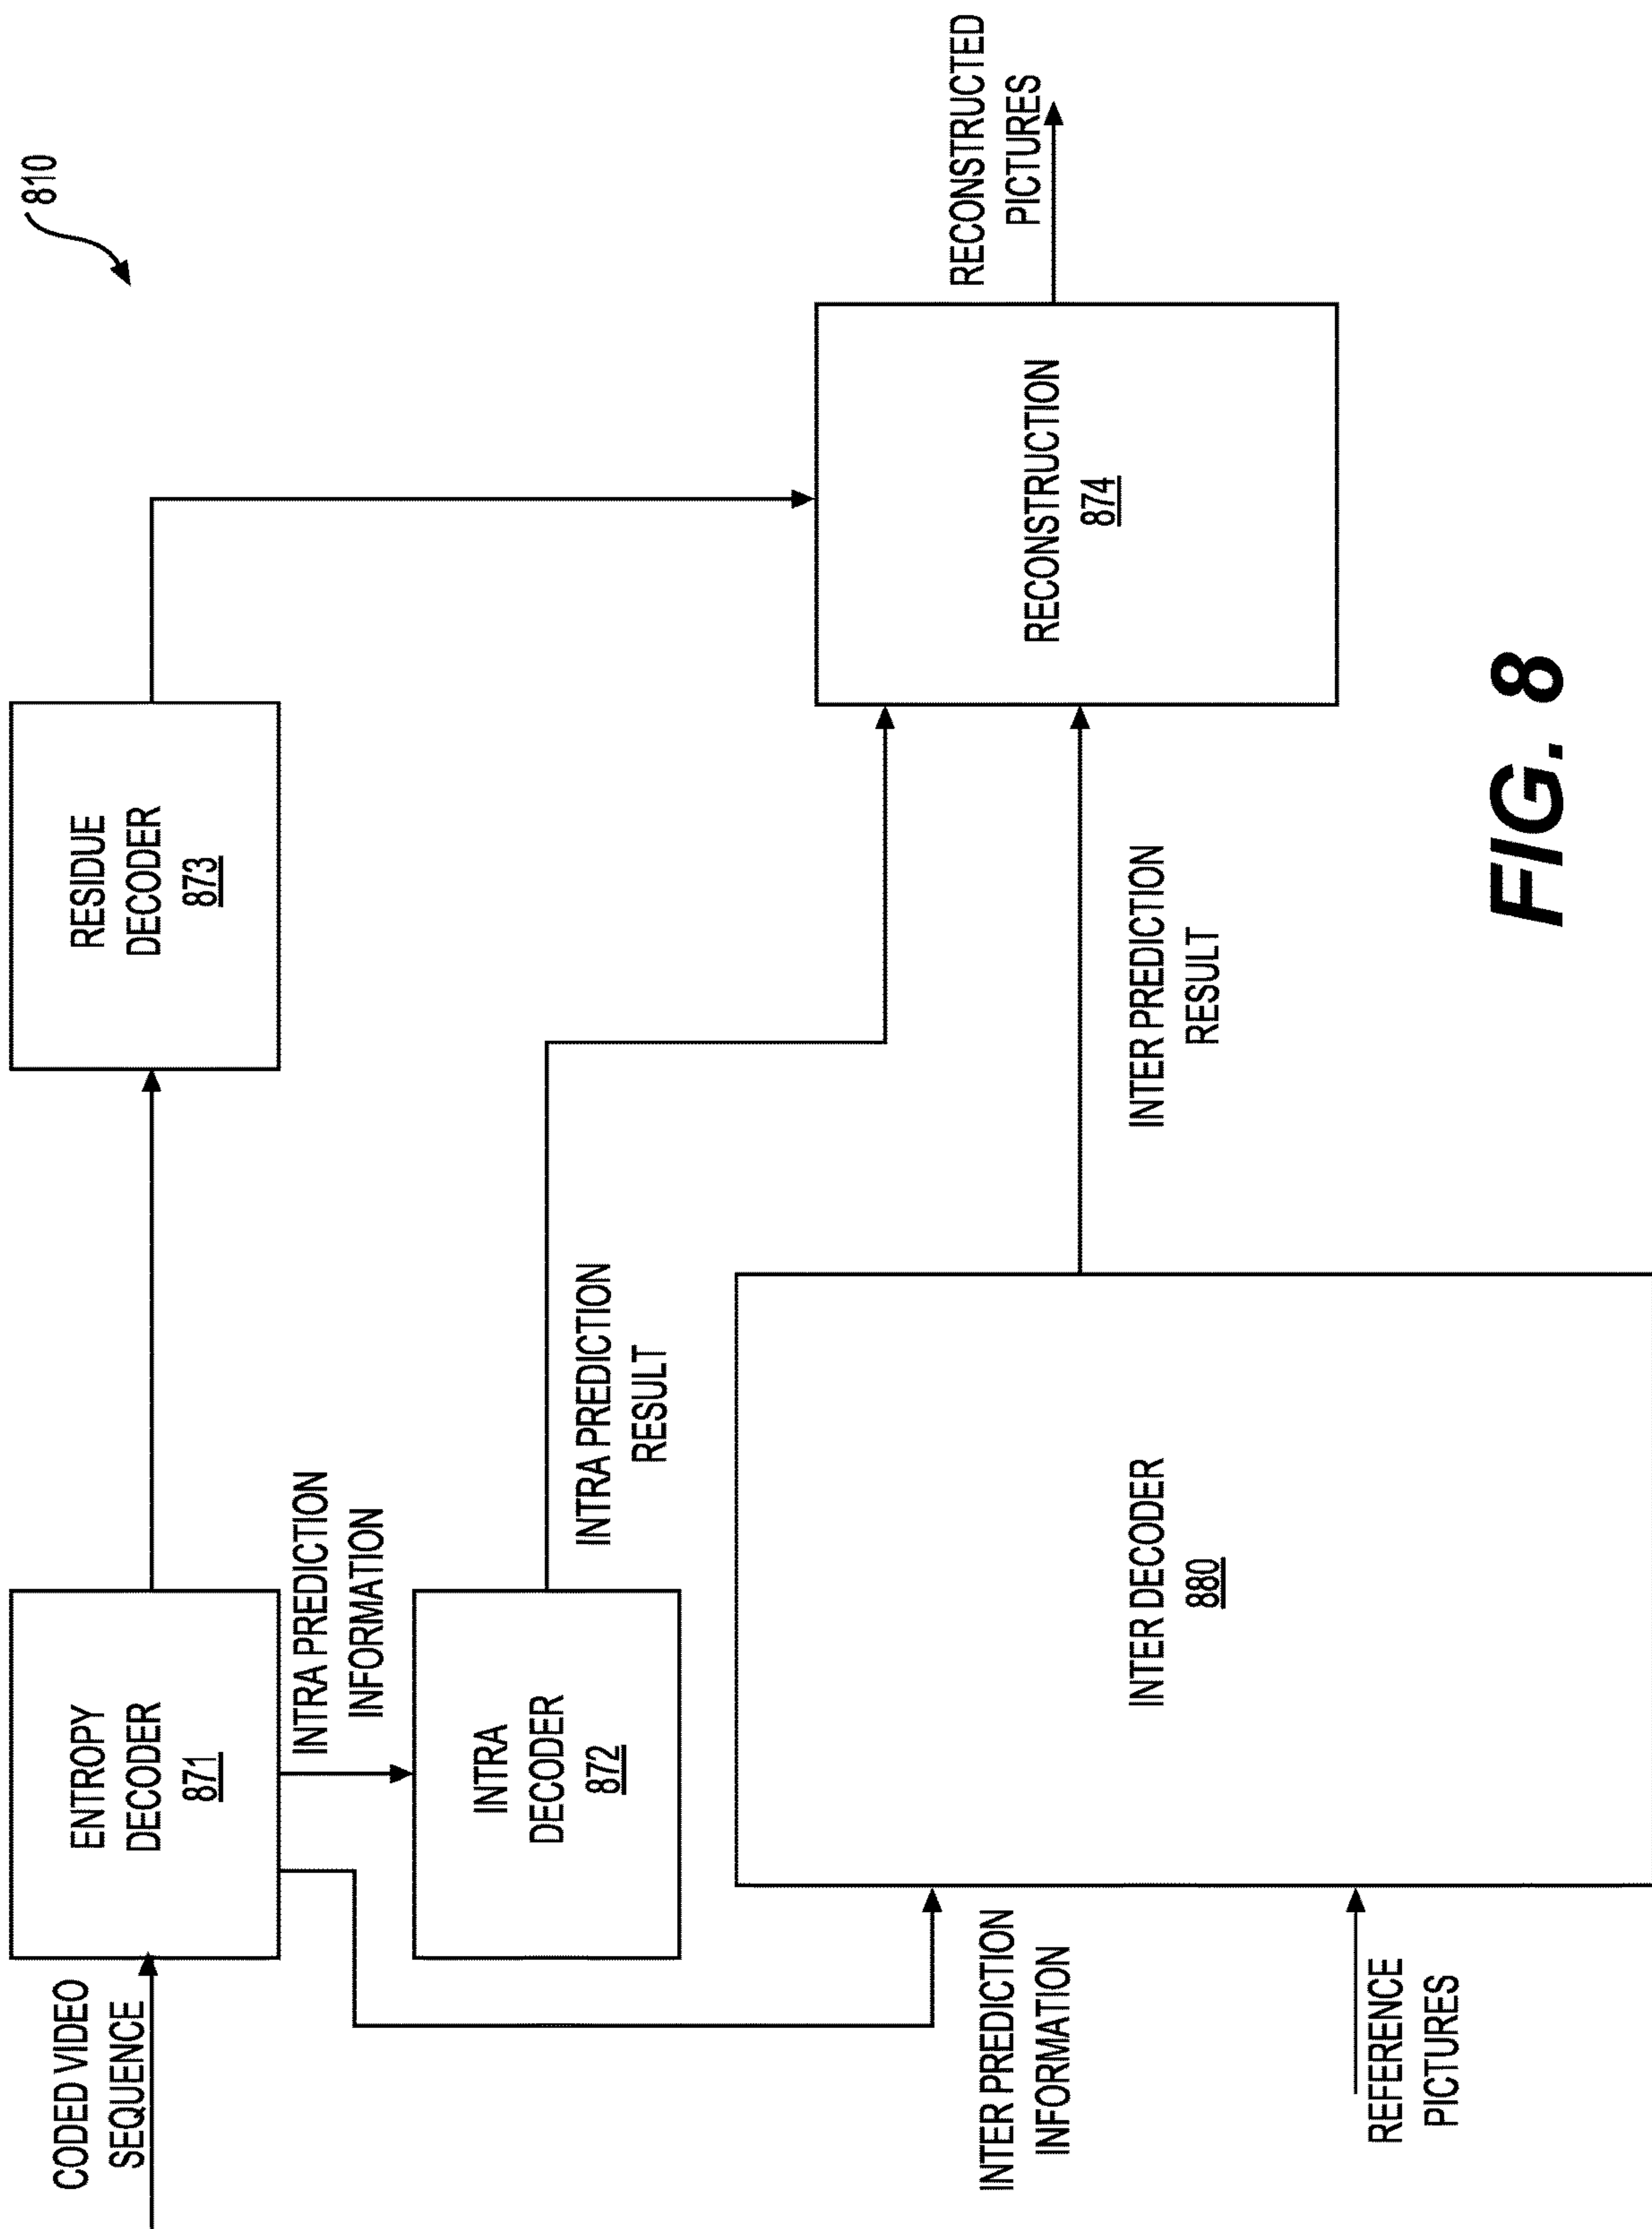 810
CODED VIDEO
SEQUENCE
ENTROPY
DECODER
871
RESIDUE
DECODER
873
INTRA PREDICTION
INFORMATION
INTRA
DECODER
872
INTRA PREDICTION
RESULT
RECONSTRUCTED
PICTURES
RECONSTRUCTION
874
INTER PREDICTION
INFORMATION
INTER DECODER
880
INTER PREDICTION
RESULT
REFERENCE
PICTURES
FIG. 8